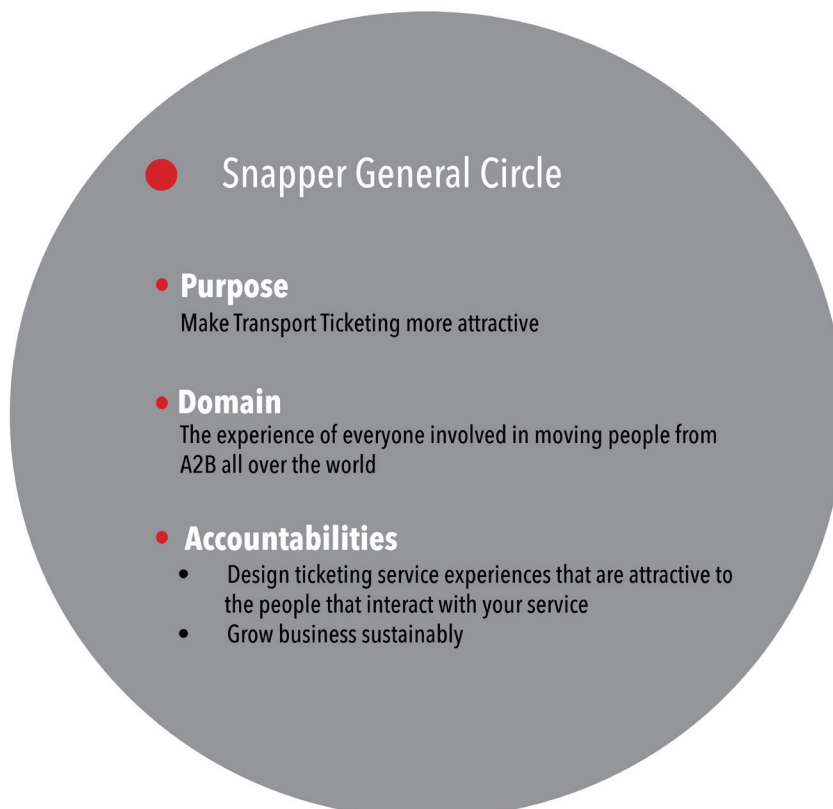 Snapper General Circle
• Purpose
Make Transport Ticketing more attractive
• Domain
The experience of everyone involved in moving people from
A2B all over the world
• Accountabilities
• Design ticketing service experiences that are attractive to
the people that interact with your service
• Grow business sustainably